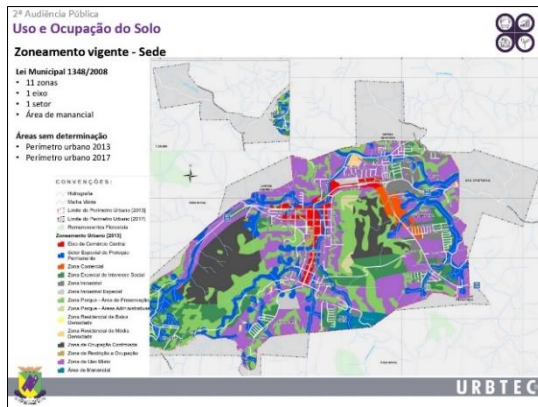 2ª Audiência Pública
Uso e Ocupação do Solo
Zoneamento vigente - Sede
Lei Municipal 1348/2008
• 11 zonas
• 1 eixo
• 1 setor
• Área de manancial
Áreas sem determinação
• Perímetro urbano 2013
• Perímetro urbano 2017
CONVENÇÕES:
Hidrografia
Malha Viária
Limite do Perímetro Urbano (2013)
Limite do Perímetro Urbano (2017)
Remanescentes Florestais
Zoneamento Urbano
Eixo de Comércio Central
Setor Especial de Proteção
Permanente
Zona Comercial
Zona Especial de Interesse Social
Zona Industrial
Zona Industrial Especial
Zona Parque - Área de Preservação
Zona Parque - Áreas
Zona Residencial de Baixa
Densidade
Zona Residencial de Média
Densidade
Zona de Ocupação Controlada
Zona de Restrição a Ocupação
Zona de Uso Misto
Área de Manancial
URBTEC